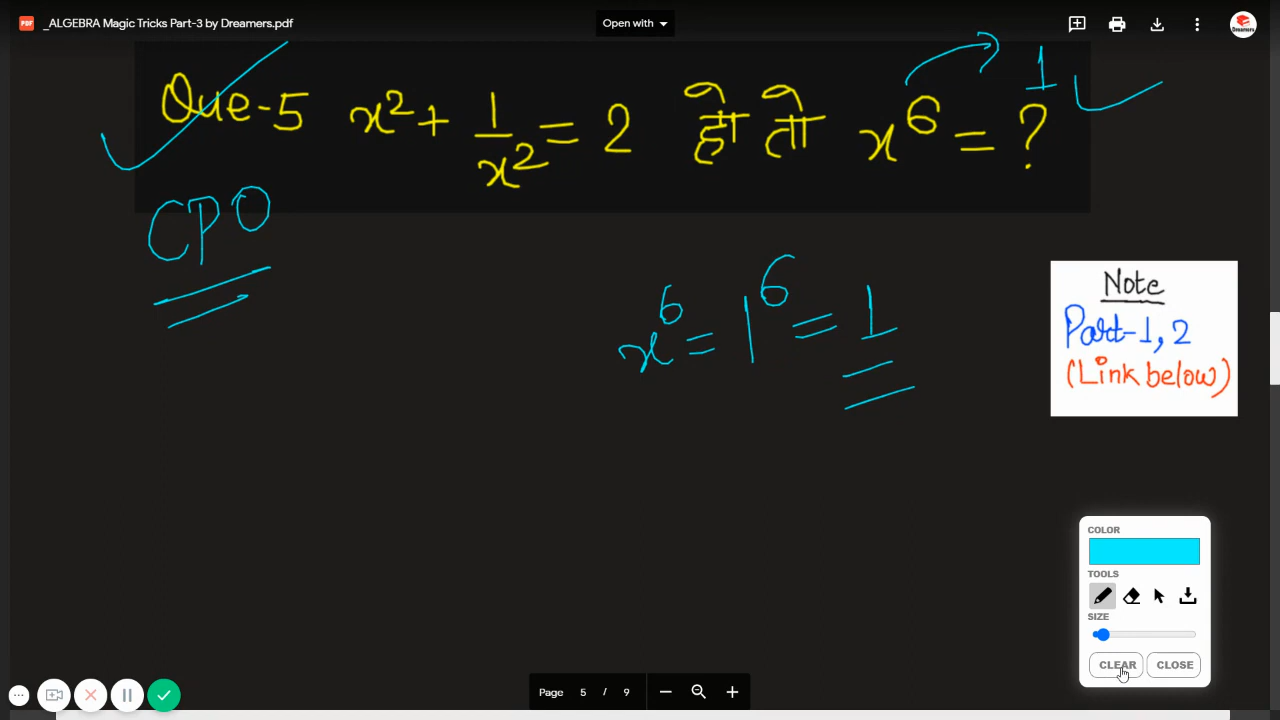 _ALGEBRA Magic Tricks Part-3 by Dreamers.pdf
Open with
Dreamers
Que-5 x² + 1/x² = 2 हो तो x⁶ = ?
1
CPO
x⁶ = 1⁶ = 1
Note
Part-1, 2
(Link below)
COLOR
TOOLS
SIZE
CLEAR CLOSE
Page 5 / 9